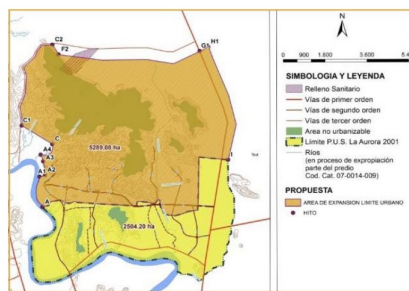 C2
F2
G1
H1
C1
C
A4
A3
A2
A1
A
I
5289.08 ha
2504.20 ha
N
0 900 1.800 3.600 5.4
SIMBOLOGIA Y LEYENDA
Relleno Sanitario
Vías de primer orden
Vías de segundo orden
Vías de tercer orden
Area no urbanizable
Límite P.U.S. La Aurora 2001
Ríos
(en proceso de expropiación
parte del predio
Cod. Cat. 07-0014-009)
PROPUESTA
AREA DE EXPANSION LIMITE URBANO
HITO